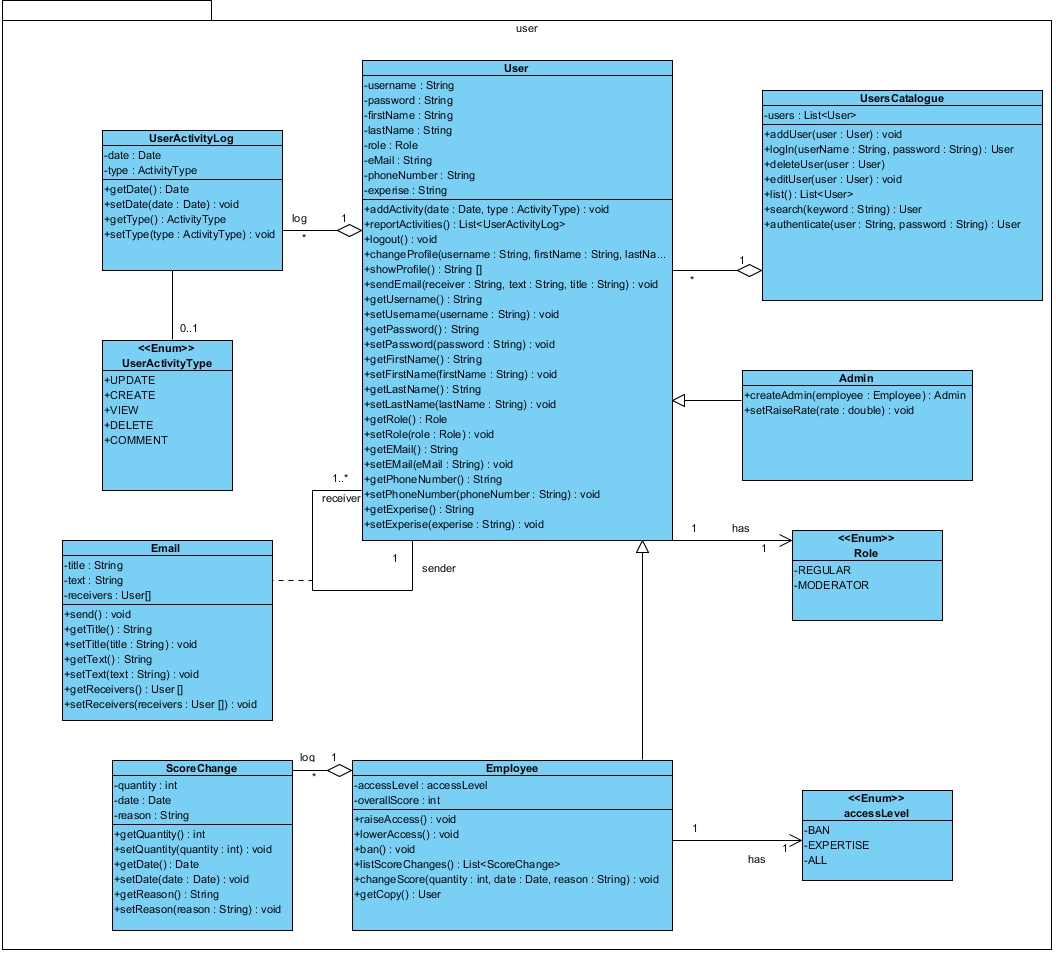 user
User
-username : String
-password : String
-firstName : String
-lastName : String
-role : Role
-eMail : String
-phoneNumber : String
-experise : String
+addActivity(date : Date, type : ActivityType) : void
+reportActivities() : List<UserActivityLog>
+logout() : void
+changeProfile(username : String, firstName : String, lastNa...
+showProfile() : String []
+sendEmail(receiver : String, text : String, title : String) : void
+getUsername() : String
+setUsername(username : String) : void
+getPassword() : String
+setPassword(password : String) : void
+getFirstName() : String
+setFirstName(firstName : String) : void
+getLastName() : String
+setLastName(lastName : String) : void
+getRole() : Role
+setRole(role : Role) : void
+getEMail() : String
+setEMail(eMail : String) : void
+getPhoneNumber() : String
+setPhoneNumber(phoneNumber : String) : void
+getExperise() : String
+setExperise(experise : String) : void
UsersCatalogue
-users : List<User>
+addUser(user : User) : void
+logIn(userName : String, password : String) : User
+deleteUser(user : User)
+editUser(user : User) : void
+list() : List<User>
+search(keyword : String) : User
+authenticate(user : String, password : String) : User
1
*
UserActivityLog
-date : Date
-type : ActivityType
+getDate() : Date
+setDate(date : Date) : void
+getType() : ActivityType
+setType(type : ActivityType) : void
log
1
*
0..1
<<Enum>>
UserActivityType
+UPDATE
+CREATE
+VIEW
+DELETE
+COMMENT
Admin
+createAdmin(employee : Employee) : Admin
+setRaiseRate(rate : double) : void
1..*
receiver
1
sender
1
has
1
<<Enum>>
Role
-REGULAR
-MODERATOR
Email
-title : String
-text : String
-receivers : User[]
+send() : void
+getTitle() : String
+setTitle(title : String) : void
+getText() : String
+setText(text : String) : void
+getReceivers() : User []
+setReceivers(receivers : User []) : void
ScoreChange
-quantity : int
-date : Date
-reason : String
+getQuantity() : int
+setQuantity(quantity : int) : void
+getDate() : Date
+setDate(date : Date) : void
+getReason() : String
+setReason(reason : String) : void
log
1
*
Employee
-accessLevel : accessLevel
-overallScore : int
+raiseAccess() : void
+lowerAccess() : void
+ban() : void
+listScoreChanges() : List<ScoreChange>
+changeScore(quantity : int, date : Date, reason : String) : void
+getCopy() : User
1
1
has
<<Enum>>
accessLevel
-BAN
-EXPERTISE
-ALL